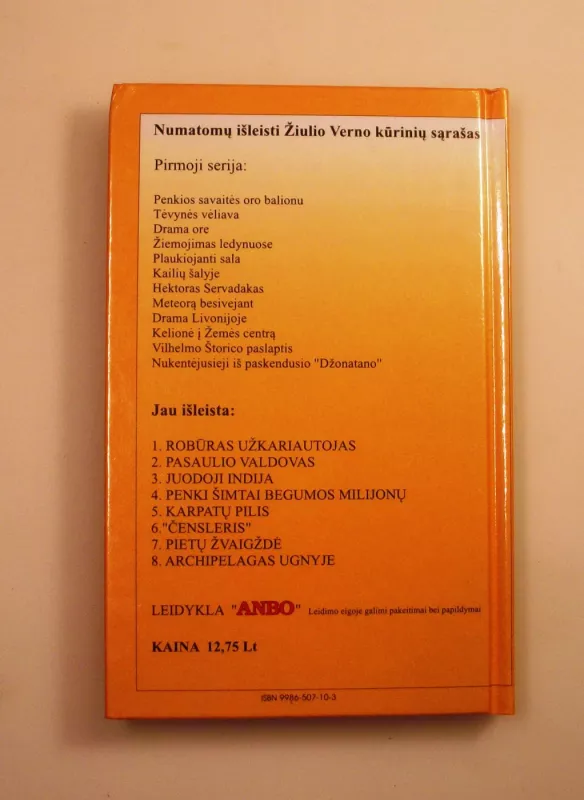 Numatomų išleisti Žiulio Verno kūrinių sąrašas
Pirmoji serija:
Penkios savaitės oro balionu
Tėvynės vėliava
Drama ore
Žiemojimas ledynuose
Plaukiojanti sala
Kailių šalyje
Hektoras Servadakas
Meteorą besivejant
Drama Livonijoje
Kelionė į Žemės centrą
Vilhelmo Štorico paslaptis
Nukentėjusieji iš paskendusio "Džonatano"
Jau išleista:
1. ROBŪRAS UŽKARIAUTOJAS
2. PASAULIO VALDOVAS
3. JUODOJI INDIJA
4. PENKI ŠIMTAI BEGUMOS MILIJONŲ
5. KARPATŲ PILIS
6."ČENSLERIS"
7. PIETŲ ŽVAIGŽDĖ
8. ARCHIPELAGAS UGNYJE
LEIDYKLA "ANBO" Leidimo eigoje galimi pakeitimai bei papildymai
KAINA 12,75 Lt
ISBN 9986-507-10-3